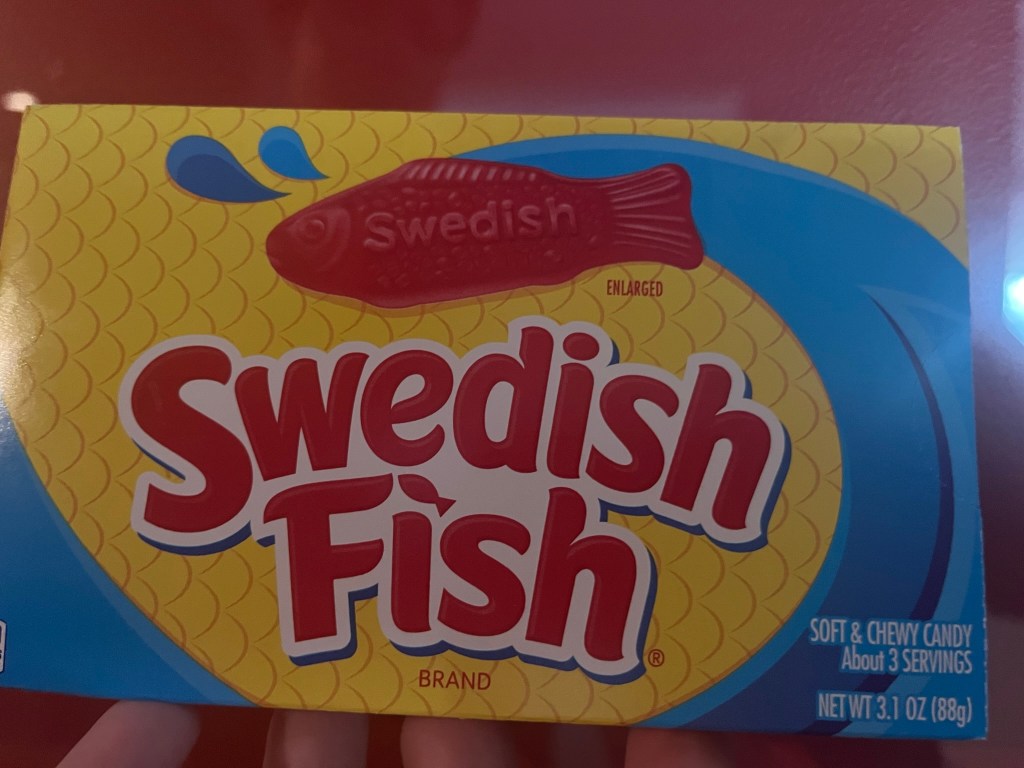 Swedish
ENLARGED
Swedish
Fish®
BRAND
SOFT & CHEWY CANDY
About 3 SERVINGS
NET WT 3.1 OZ (88g)